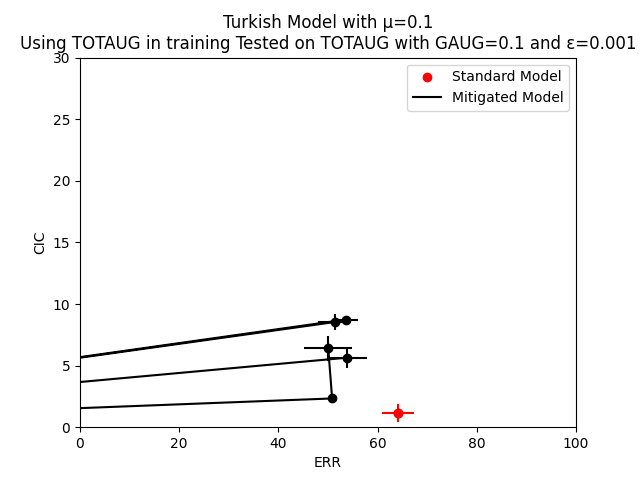 Turkish Model with μ=0.1
Using TOTAUG in training Tested on TOTAUG with GAUG=0.1 and ε=0.001
Standard Model
Mitigated Model
30
25
20
15
10
5
0
CIC
0 20 40 60 80 100
ERR